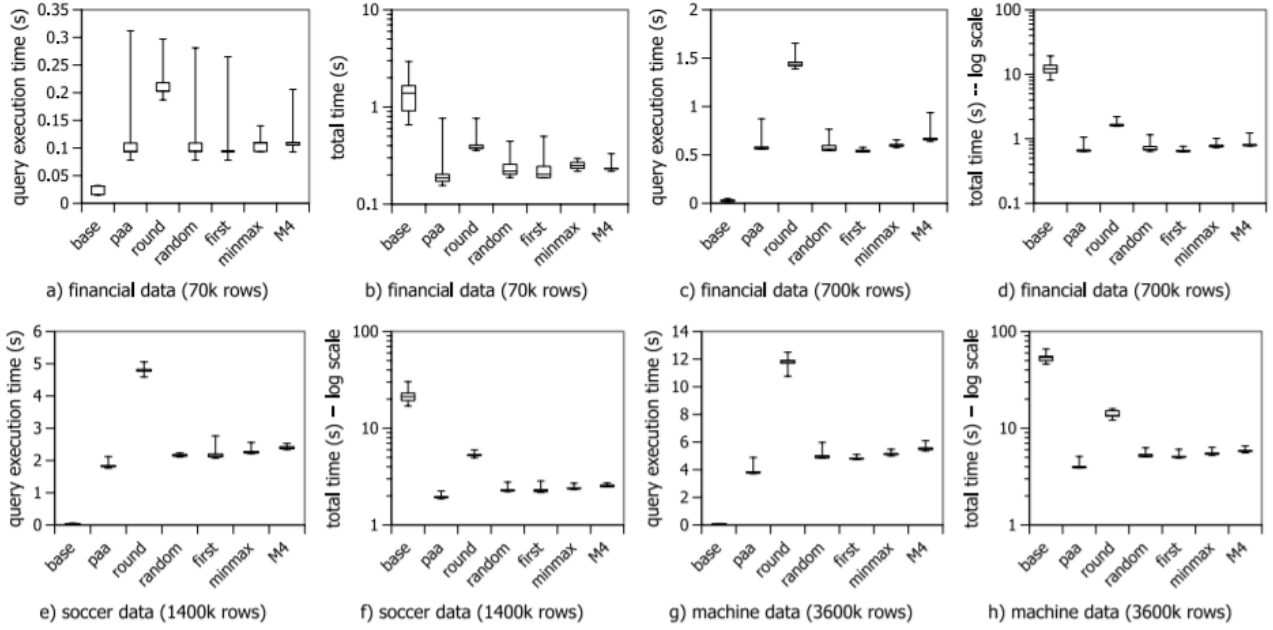 query execution time (s)
0.35
0.3
0.25
0.2
0.15
0.1
0.05
0
base
paa
round
random
first
minmax
M4
a) financial data (70k rows)
total time (s)
10
1
0.1
base
paa
round
random
first
minmax
M4
b) financial data (70k rows)
query execution time (s)
2
1.5
1
0.5
0
base
paa
round
random
first
minmax
M4
c) financial data (700k rows)
total time (s) -- log scale
100
10
1
0.1
base
paa
round
random
first
minmax
M4
d) financial data (700k rows)
query execution time (s)
6
5
4
3
2
1
0
base
paa
round
random
first
minmax
M4
e) soccer data (1400k rows)
total time (s) – log scale
100
10
1
base
paa
round
random
first
minmax
M4
f) soccer data (1400k rows)
query execution time (s)
14
12
10
8
6
4
2
0
base
paa
round
random
first
minmax
M4
g) machine data (3600k rows)
total time (s) – log scale
100
10
1
base
paa
round
random
first
minmax
M4
h) machine data (3600k rows)